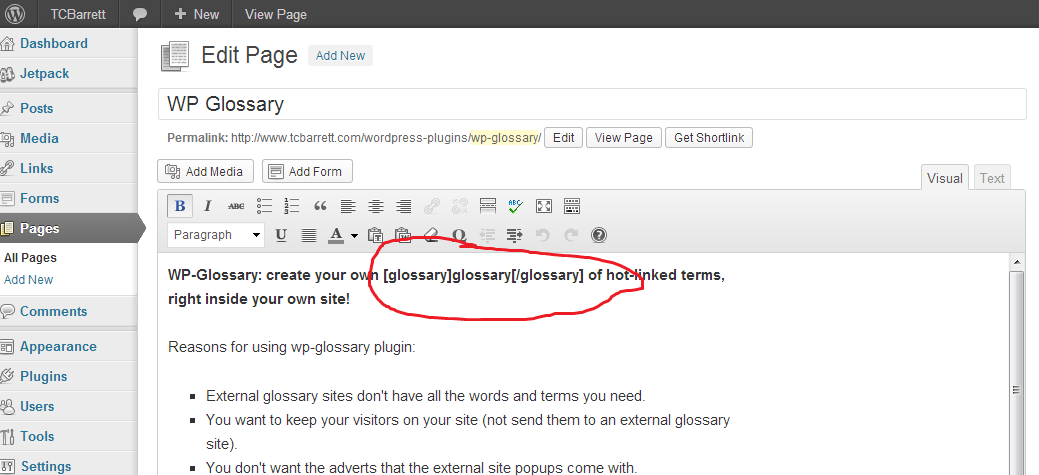 TCBarrett + New View Page
Dashboard
Jetpack
Posts
Media
Links
Forms
Pages
All Pages
Add New
Comments
Appearance
Plugins
Users
Tools
Settings
Edit Page Add New
WP Glossary
Permalink: http://www.tcbarrett.com/wordpress-plugins/wp-glossary/ Edit View Page Get Shortlink
Add Media Add Form
Visual Text
B I ABC ABC
Paragraph U A Ω ?
WP-Glossary: create your own [glossary]glossary[/glossary] of hot-linked terms,
right inside your own site!
Reasons for using wp-glossary plugin:
External glossary sites don't have all the words and terms you need.
You want to keep your visitors on your site (not send them to an external glossary
site).
You don't want the adverts that the external site popups come with.